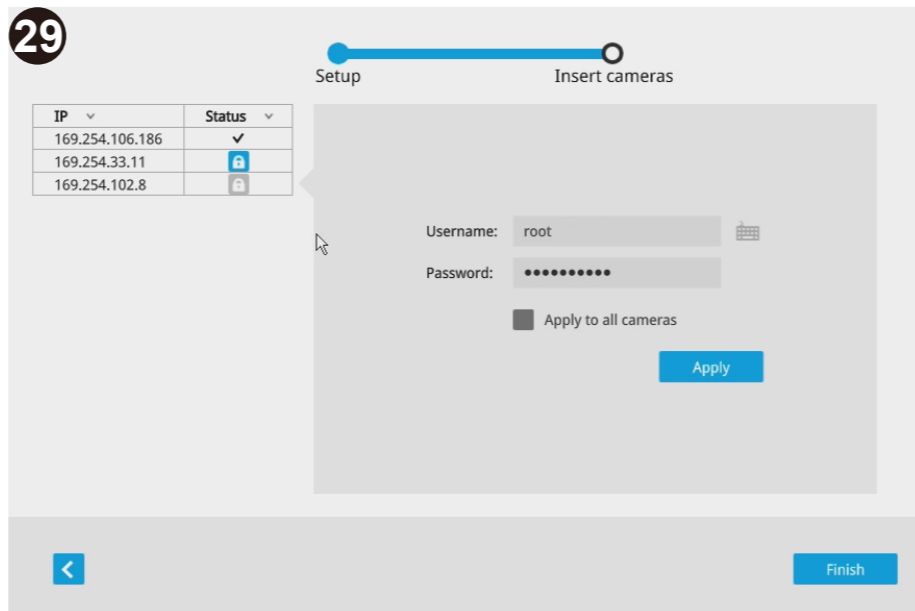 29
Setup Insert cameras
IP Status
169.254.106.186
169.254.33.11
169.254.102.8
Username: root
Password: ••••••••••
Apply to all cameras
Apply
Finish